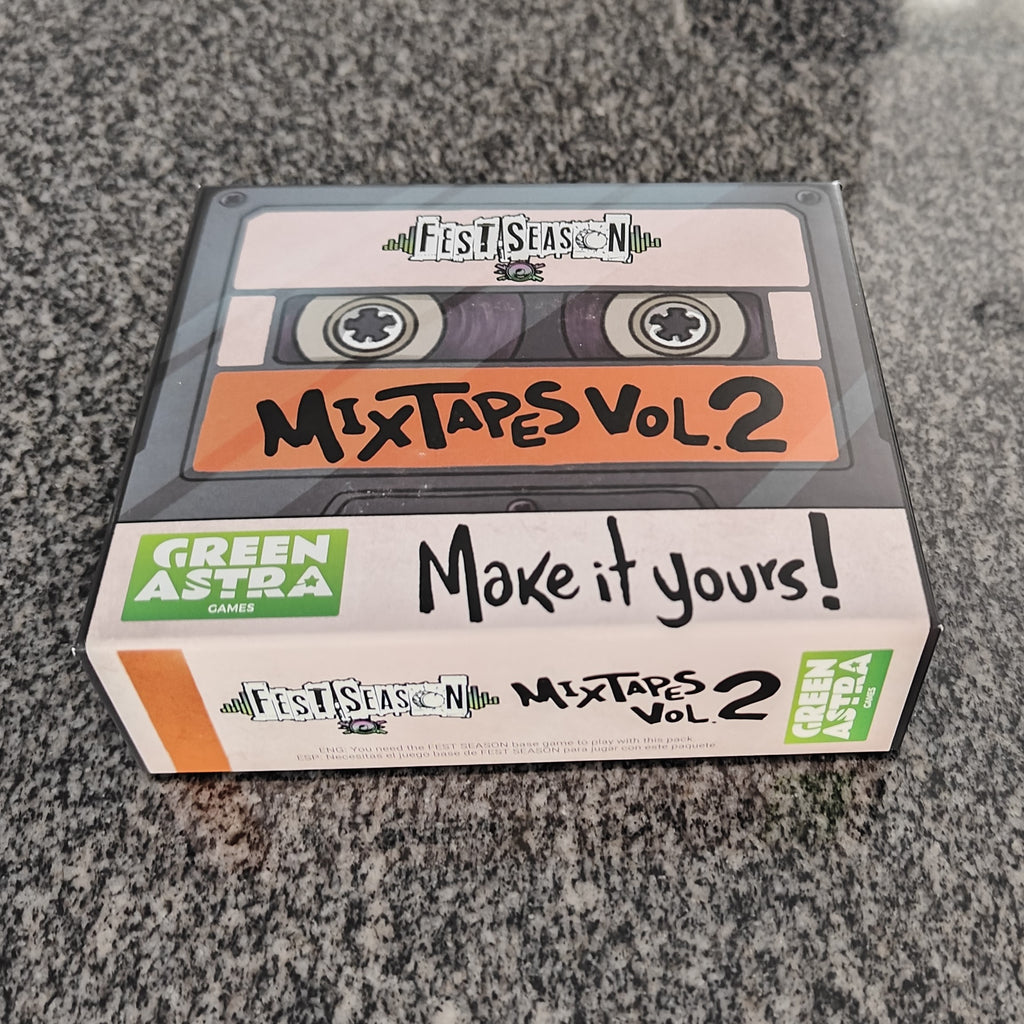 FEST SEASON
MIXTAPES VOL.2
GREEN
ASTRA
GAMES
Make it yours!
FEST SEASON
MIXTAPES
VOL.2
GREEN
ASTRA
GAMES
ENG: You need the FEST SEASON base game to play with this pack.
ESP: Necesitas el juego base de FEST SEASON para jugar con este paquete.